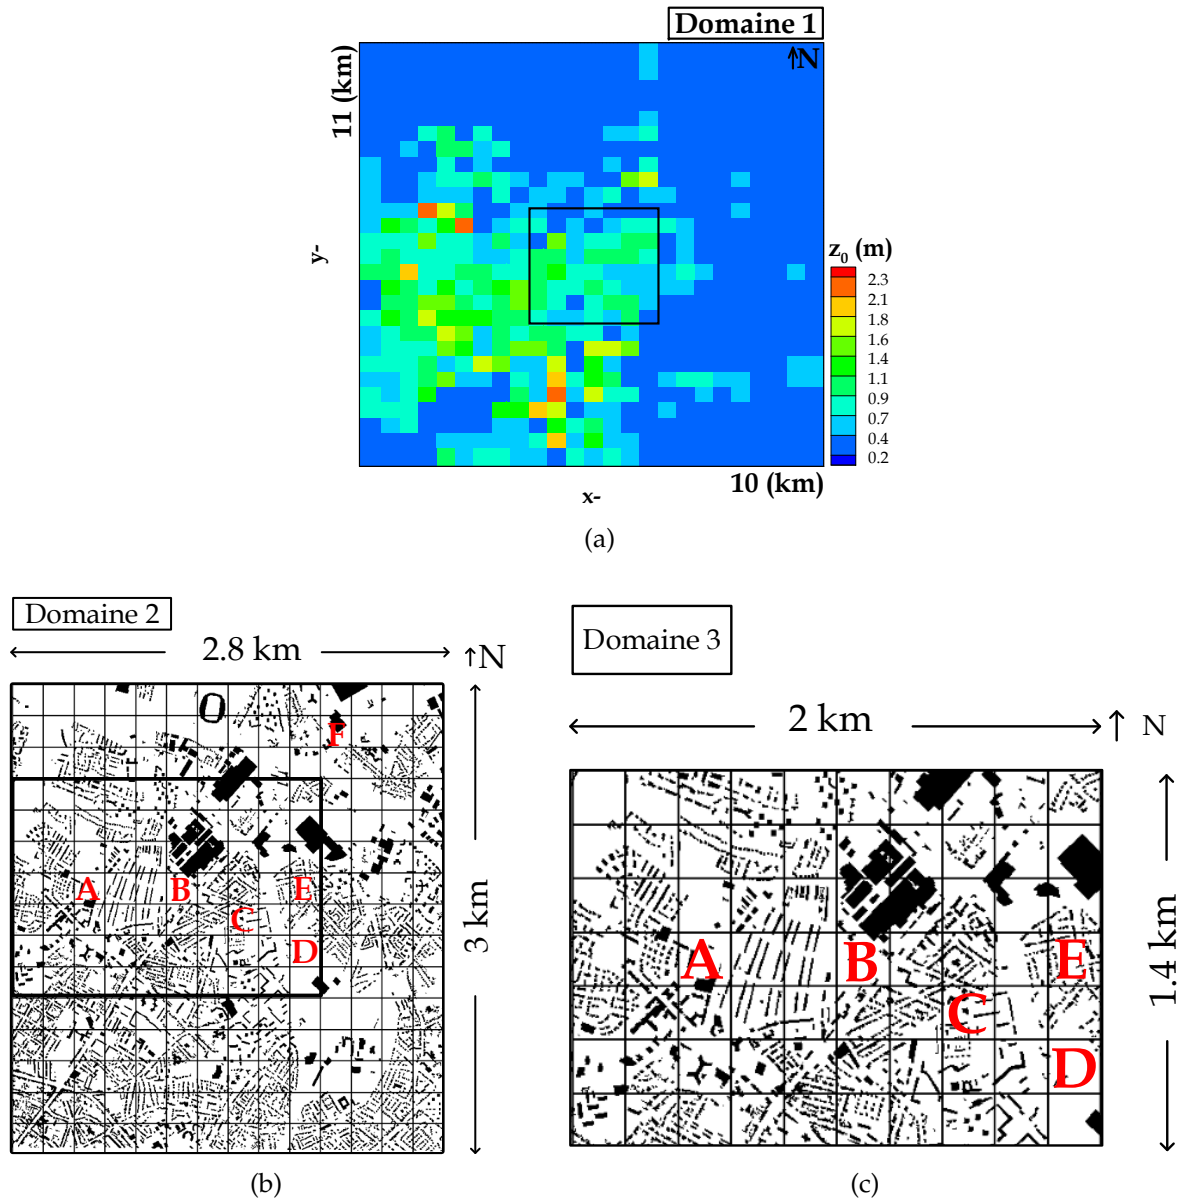 Domaine 1
↑N
11 (km)
y-
z₀ (m)
2.3
2.1
1.8
1.6
1.4
1.1
0.9
0.7
0.4
0.2
10 (km)
x-
(a)
Domaine 2
2.8 km
↑N
F
A
B
E
C
D
3 km
(b)
Domaine 3
2 km
↑ N
A
B
E
C
D
1.4 km
(c)